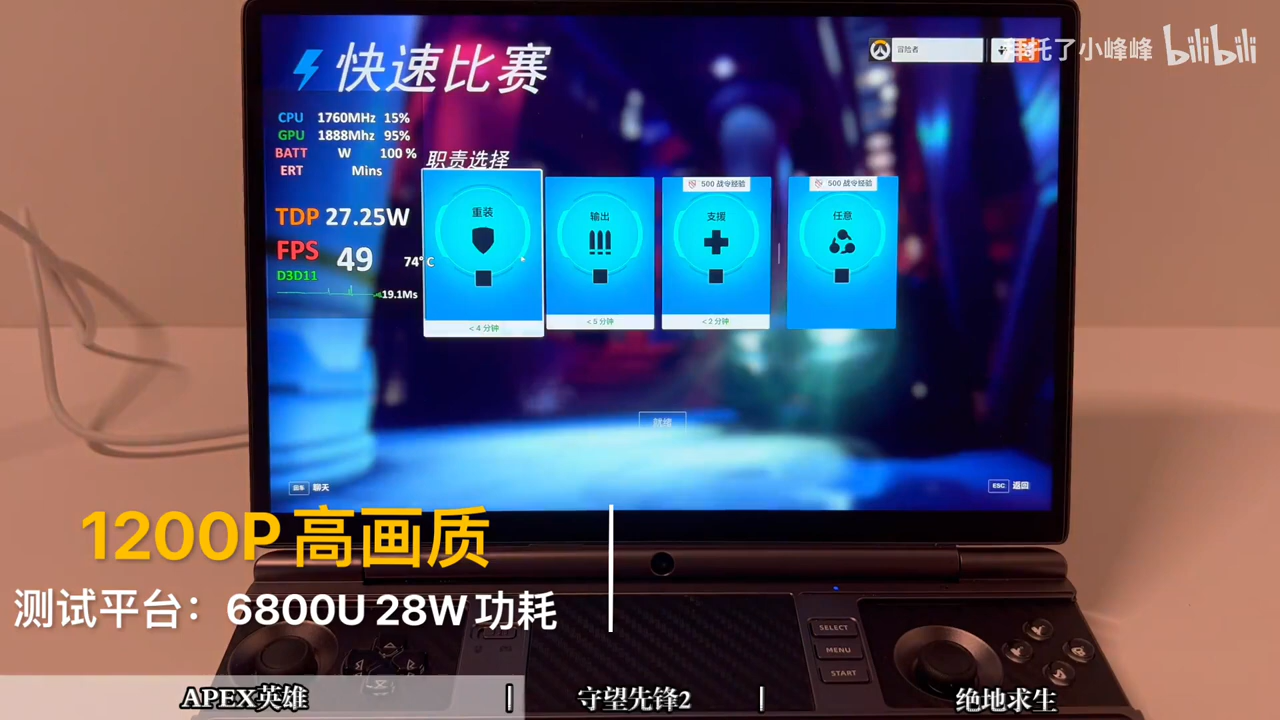 快速比赛
冒险者
拜托了小峰峰 bilibili
CPU 1760MHz 15%
GPU 1888Mhz 95%
BATT W 100 %
ERT Mins
TDP 27.25W
FPS 49 74°C
D3D11
19.1Ms
职责选择
500 战令经验
500 战令经验
重装
输出
支援
任意
< 4 分钟
< 5 分钟
< 2 分钟
就绪
回车 聊天
ESC 返回
1200P 高画质
测试平台：6800U 28W 功耗
SELECT
MENU
START
APEX英雄 | 守望先锋2 | 绝地求生